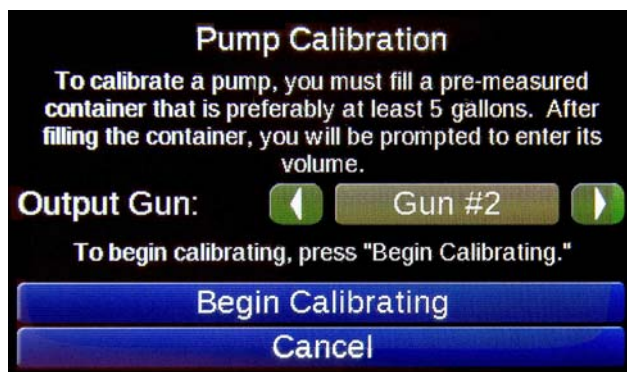 Pump Calibration
To calibrate a pump, you must fill a pre-measured
container that is preferably at least 5 gallons. After
filling the container, you will be prompted to enter its
volume.
Output Gun: Gun #2
To begin calibrating, press "Begin Calibrating."
Begin Calibrating
Cancel